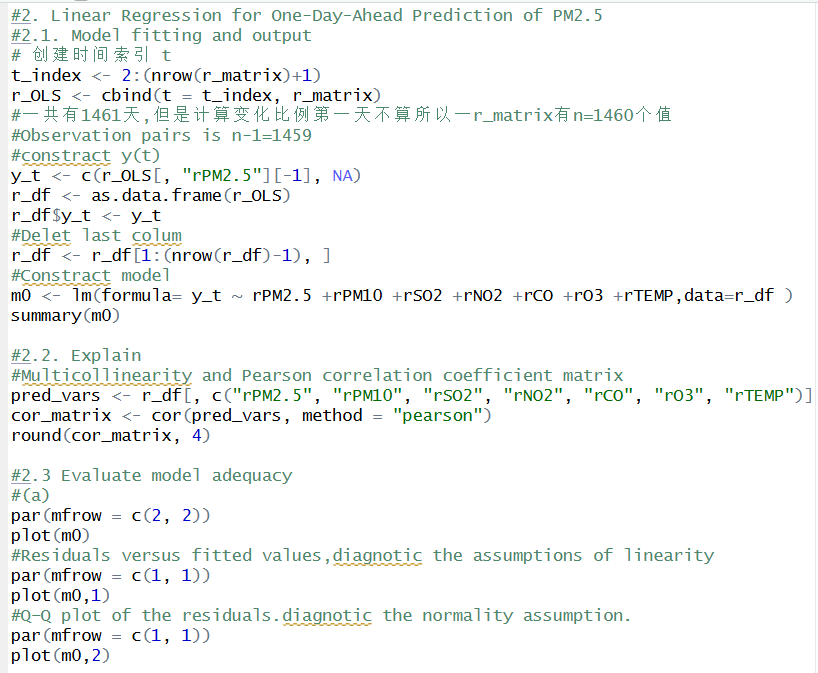 #2. Linear Regression for One-Day-Ahead Prediction of PM2.5
#2.1. Model fitting and output
# 创建时间索引 t
t_index <- 2:(nrow(r_matrix)+1)
r_OLS <- cbind(t = t_index, r_matrix)
#一共有1461天,但是计算变化比例第一天不算所以一r_matrix有n=1460个值
#Observation pairs is n-1=1459
#constract y(t)
y_t <- c(r_OLS[, "rPM2.5"][-1], NA)
r_df <- as.data.frame(r_OLS)
r_df$y_t <- y_t
#Delet last colum
r_df <- r_df[1:(nrow(r_df)-1), ]
#Constract model
m0 <- lm(formula= y_t ~ rPM2.5 +rPM10 +rSO2 +rNO2 +rCO +rO3 +rTEMP,data=r_df )
summary(m0)
#2.2. Explain
#Multicollinearity and Pearson correlation coefficient matrix
pred_vars <- r_df[, c("rPM2.5", "rPM10", "rSO2", "rNO2", "rCO", "rO3", "rTEMP")]
cor_matrix <- cor(pred_vars, method = "pearson")
round(cor_matrix, 4)
#2.3 Evaluate model adequacy
#(a)
par(mfrow = c(2, 2))
plot(m0)
#Residuals versus fitted values,diagnotic the assumptions of linearity
par(mfrow = c(1, 1))
plot(m0,1)
#Q-Q plot of the residuals.diagnotic the normality assumption.
par(mfrow = c(1, 1))
plot(m0,2)